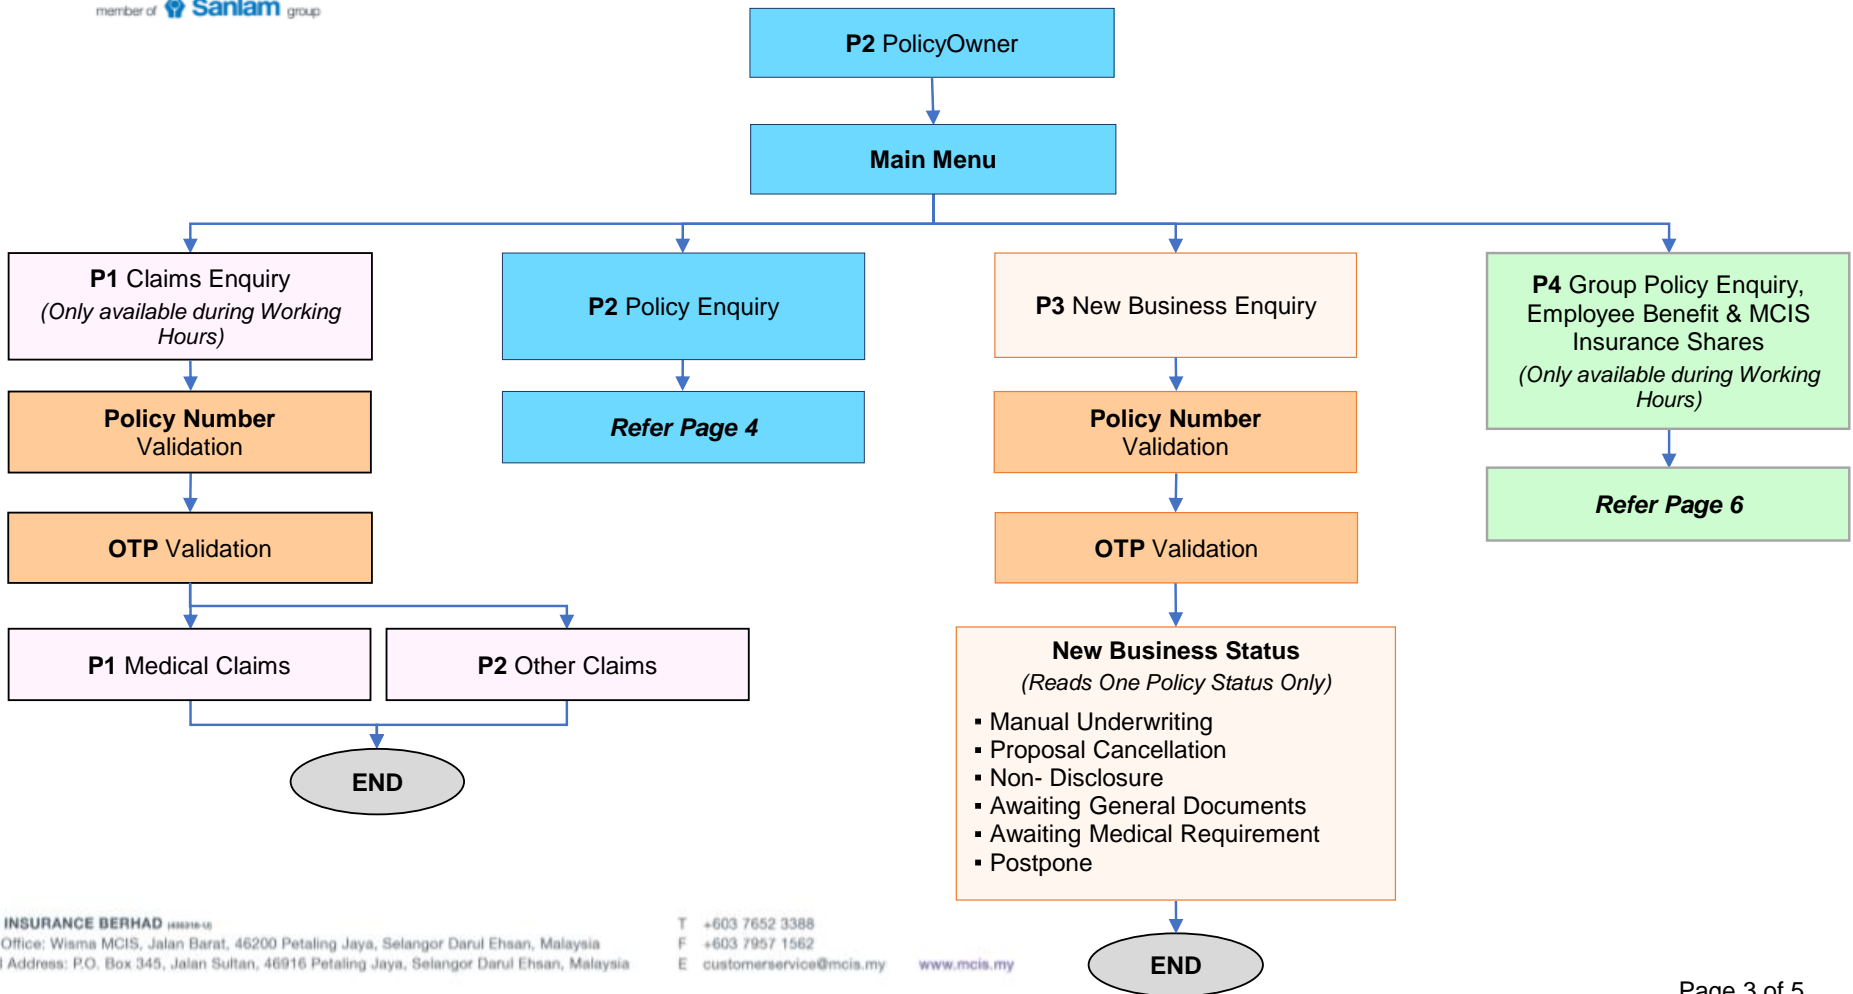 member of Sanlam group
P2 PolicyOwner
Main Menu
P1 Claims Enquiry
(Only available during Working
Hours)
P2 Policy Enquiry
P3 New Business Enquiry
P4 Group Policy Enquiry,
Employee Benefit & MCIS
Insurance Shares
(Only available during Working
Hours)
Policy Number
Validation
Refer Page 4
Policy Number
Validation
Refer Page 6
OTP Validation
OTP Validation
P1 Medical Claims
P2 Other Claims
New Business Status
(Reads One Policy Status Only)
▪ Manual Underwriting
▪ Proposal Cancellation
▪ Non- Disclosure
▪ Awaiting General Documents
▪ Awaiting Medical Requirement
▪ Postpone
END
END
INSURANCE BERHAD
Office: Wisma MCIS, Jalan Barat, 46200 Petaling Jaya, Selangor Darul Ehsan, Malaysia
Address: P.O. Box 345, Jalan Sultan, 46916 Petaling Jaya, Selangor Darul Ehsan, Malaysia
T +603 7652 3388
F +603 7957 1562
E customerservice@mcis.my www.mcis.my
Page 3 of 5